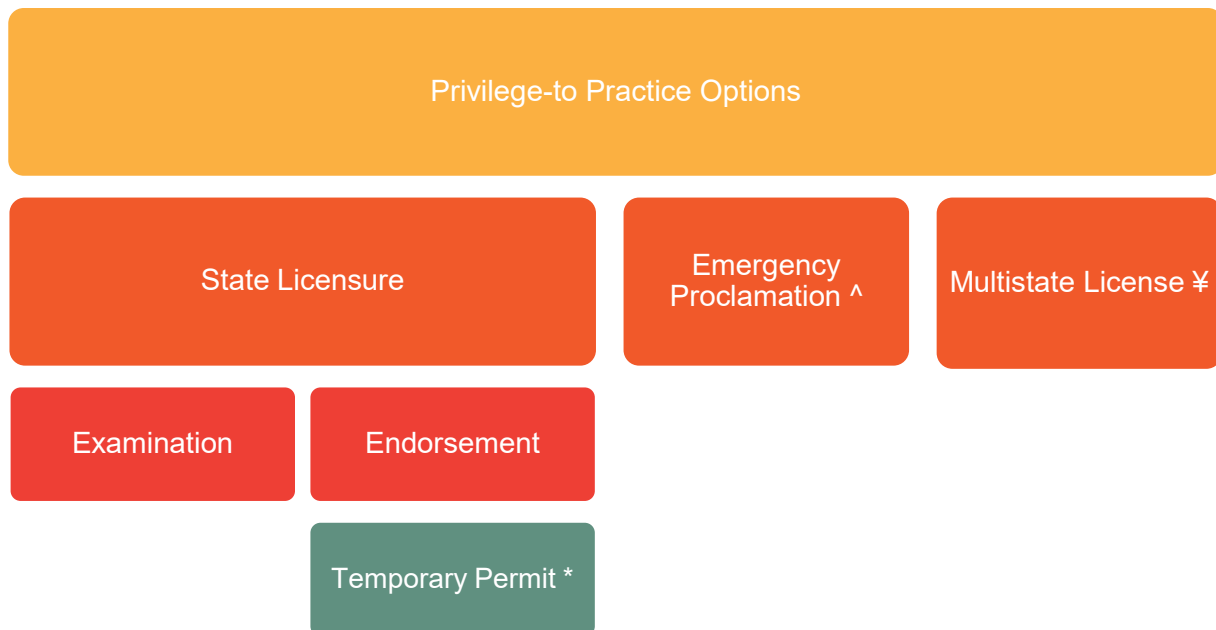 Privilege-to Practice Options
State Licensure
Emergency
Proclamation ^
Multistate License ¥
Examination
Endorsement
Temporary Permit *